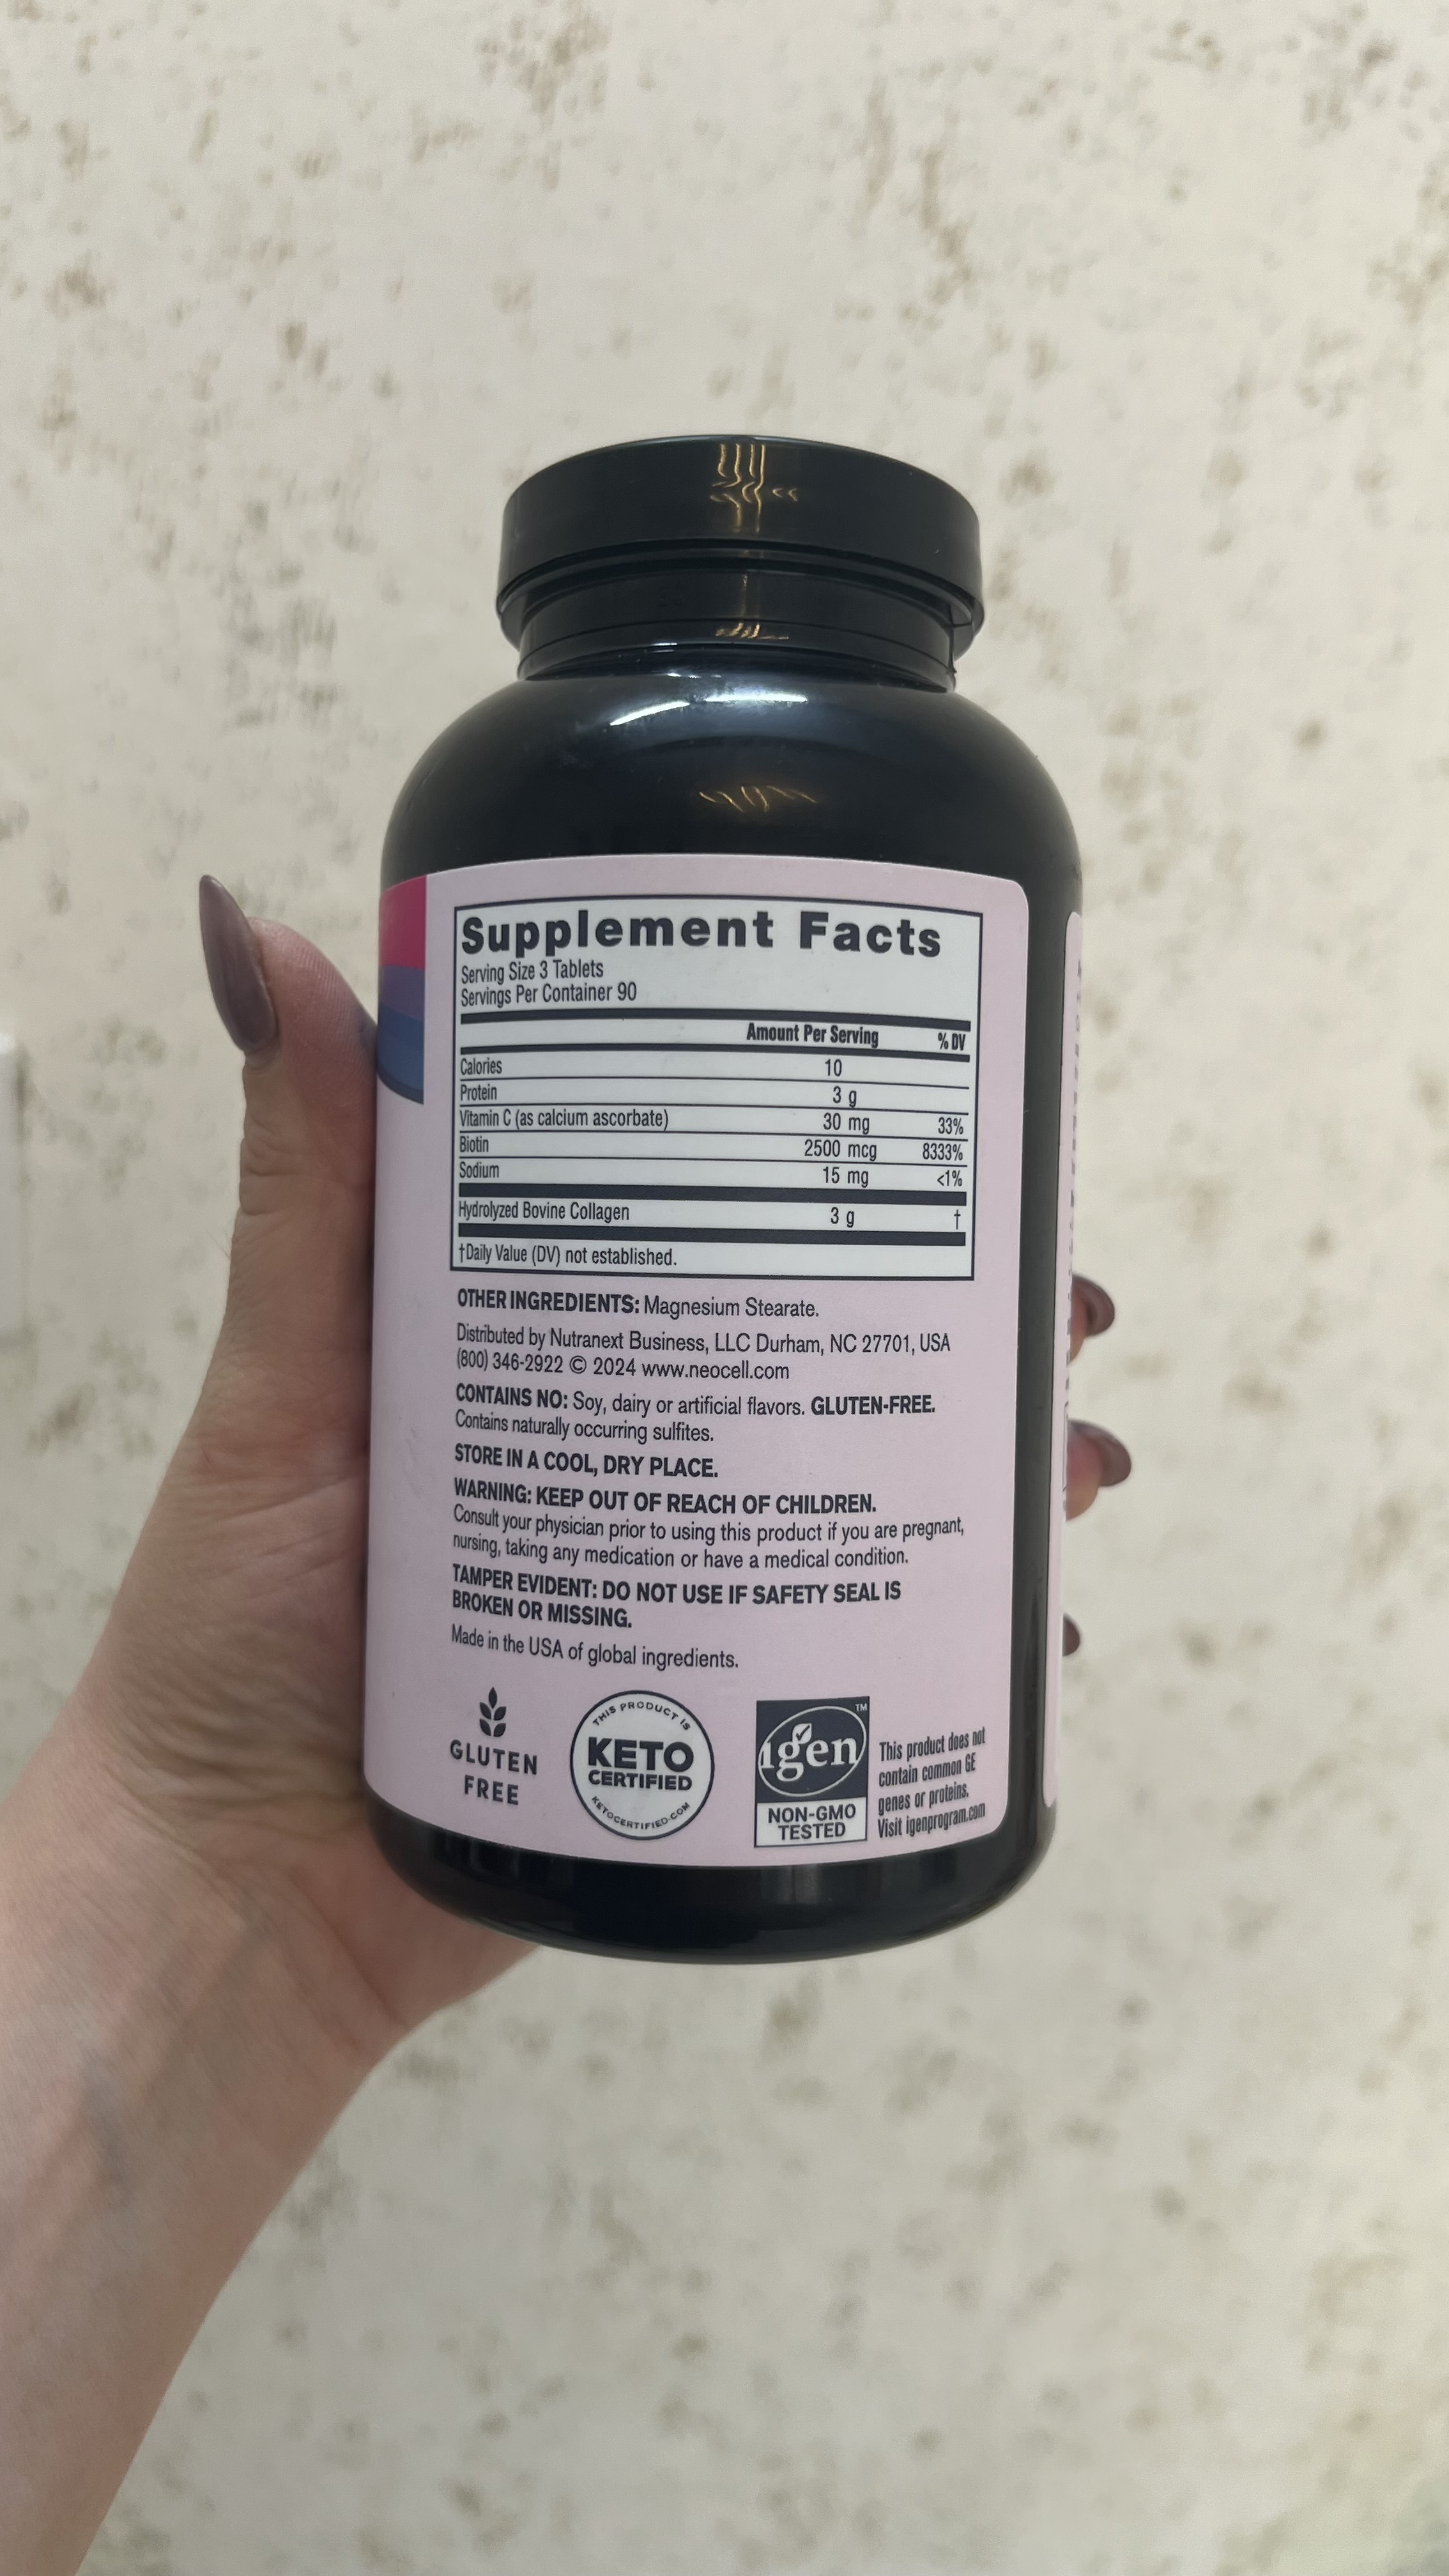 Supplement Facts
Serving Size 3 Tablets
Servings Per Container 90
Amount Per Serving % DV
Calories 10
Protein 3 g
Vitamin C (as calcium ascorbate) 30 mg 33%
Biotin 2500 mcg 8333%
Sodium 15 mg <1%
Hydrolyzed Bovine Collagen 3 g †
†Daily Value (DV) not established.
OTHER INGREDIENTS: Magnesium Stearate.
Distributed by Nutranext Business, LLC Durham, NC 27701, USA
(800) 346-2922 © 2024 www.neocell.com
CONTAINS NO: Soy, dairy or artificial flavors. GLUTEN-FREE.
Contains naturally occurring sulfites.
STORE IN A COOL, DRY PLACE.
WARNING: KEEP OUT OF REACH OF CHILDREN.
Consult your physician prior to using this product if you are pregnant,
nursing, taking any medication or have a medical condition.
TAMPER EVIDENT: DO NOT USE IF SAFETY SEAL IS
BROKEN OR MISSING.
Made in the USA of global ingredients.
GLUTEN
FREE
THIS PRODUCT IS
KETO
CERTIFIED
KETOCERTIFIED.COM
igen™
NON-GMO
TESTED
This product does not
contain common GE
genes or proteins.
Visit igenprogram.com